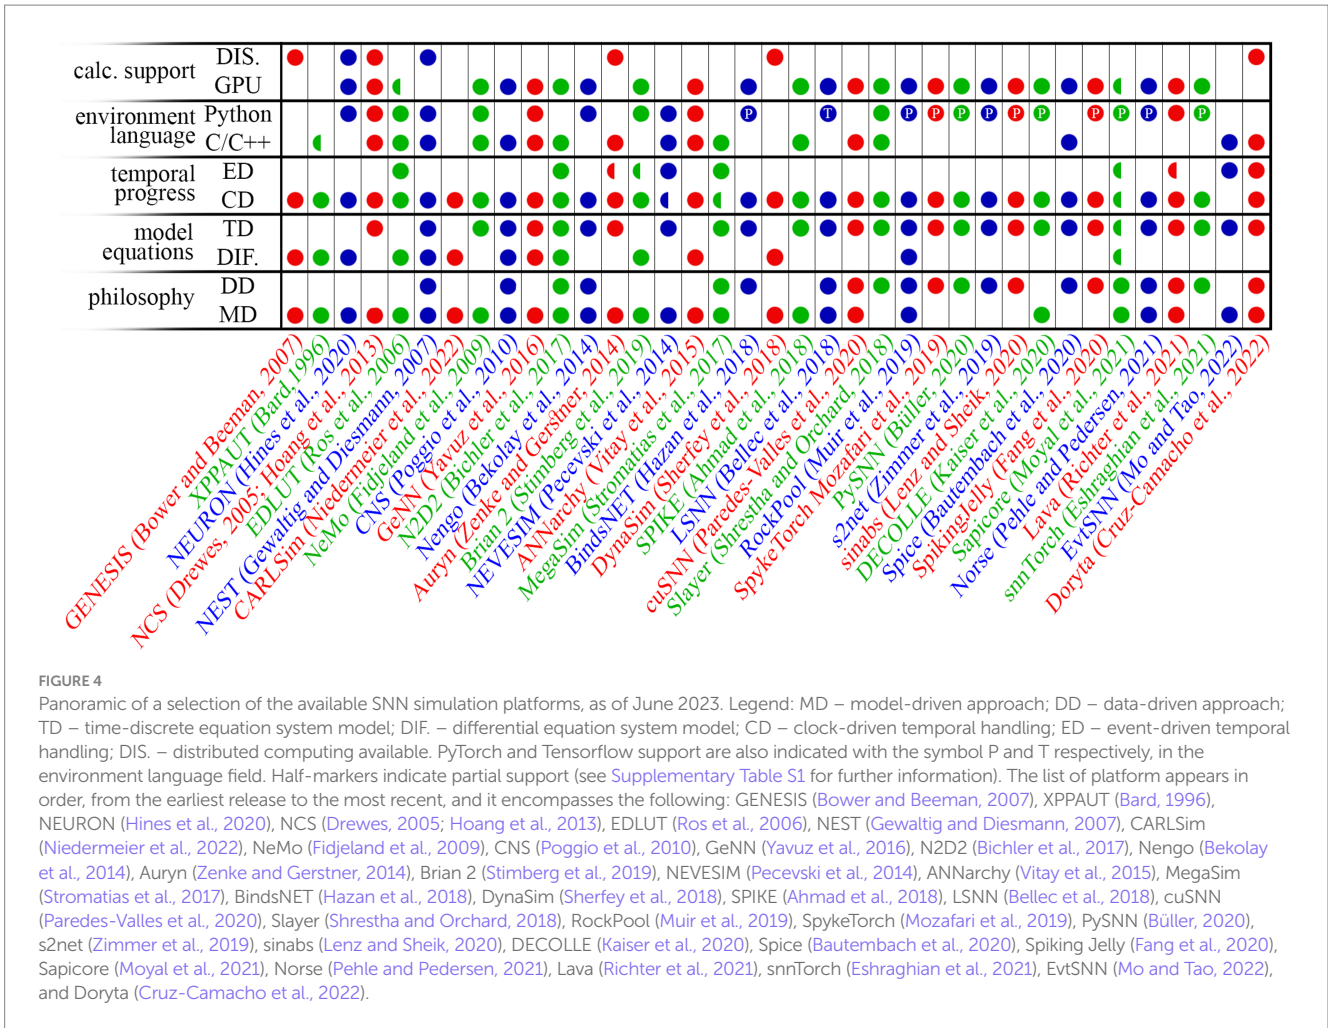 calc. support
DIS.
GPU
environment
language
Python
C/C++
P
T
P
P
P
P
P
P
P
P
P
P
temporal
progress
ED
CD
model
equations
TD
DIF.
philosophy
DD
MD
GENESIS (Bower and Beeman, 2007)
XPPAUT (Bard, 1996)
NEURON (Hines et al., 2020)
NCS (Drewes, 2005; Hoang et al., 2013)
EDLUT (Ros et al., 2006)
NEST (Gewaltig and Diesmann, 2007)
CARLSim (Niedermeier et al., 2022)
NeMo (Fidjeland et al., 2009)
CNS (Poggio et al., 2010)
GeNN (Yavuz et al., 2016)
N2D2 (Bichler et al., 2017)
Nengo (Bekolay et al., 2014)
Auryn (Zenke and Gerstner, 2014)
Brian 2 (Stimberg et al., 2019)
NEVESIM (Pecevski et al., 2014)
ANNarchy (Vitay et al., 2015)
MegaSim (Stromatias et al., 2017)
BindsNET (Hazan et al., 2018)
DynaSim (Sherfey et al., 2018)
SPIKE (Ahmad et al., 2018)
LSNN (Bellec et al., 2018)
cuSNN (Paredes-Valles et al., 2020)
Slayer (Shrestha and Orchard, 2018)
RockPool (Muir et al., 2019)
SpykeTorch Mozafari et al., 2019)
PySNN (Büller, 2020)
s2net (Zimmer et al., 2019)
sinabs (Lenz and Sheik, 2020)
DECOLLE (Kaiser et al., 2020)
Spice (Bautembach et al., 2020)
SpikingJelly (Fang et al., 2020)
Sapicore (Moyal et al., 2021)
Norse (Pehle and Pedersen, 2021)
Lava (Richter et al., 2021)
snnTorch (Eshraghian et al., 2021)
EvtSNN (Mo and Tao, 2022)
Doryta (Cruz-Camacho et al., 2022)
FIGURE 4
Panoramic of a selection of the available SNN simulation platforms, as of June 2023. Legend: MD – model-driven approach; DD – data-driven approach;
TD – time-discrete equation system model; DIF. – differential equation system model; CD – clock-driven temporal handling; ED – event-driven temporal
handling; DIS. – distributed computing available. PyTorch and Tensorflow support are also indicated with the symbol P and T respectively, in the
environment language field. Half-markers indicate partial support (see Supplementary Table S1 for further information). The list of platform appears in
order, from the earliest release to the most recent, and it encompasses the following: GENESIS (Bower and Beeman, 2007), XPPAUT (Bard, 1996),
NEURON (Hines et al., 2020), NCS (Drewes, 2005; Hoang et al., 2013), EDLUT (Ros et al., 2006), NEST (Gewaltig and Diesmann, 2007), CARLSim
(Niedermeier et al., 2022), NeMo (Fidjeland et al., 2009), CNS (Poggio et al., 2010), GeNN (Yavuz et al., 2016), N2D2 (Bichler et al., 2017), Nengo (Bekolay
et al., 2014), Auryn (Zenke and Gerstner, 2014), Brian 2 (Stimberg et al., 2019), NEVESIM (Pecevski et al., 2014), ANNarchy (Vitay et al., 2015), MegaSim
(Stromatias et al., 2017), BindsNET (Hazan et al., 2018), DynaSim (Sherfey et al., 2018), SPIKE (Ahmad et al., 2018), LSNN (Bellec et al., 2018), cuSNN
(Paredes-Valles et al., 2020), Slayer (Shrestha and Orchard, 2018), RockPool (Muir et al., 2019), SpykeTorch (Mozafari et al., 2019), PySNN (Büller, 2020),
s2net (Zimmer et al., 2019), sinabs (Lenz and Sheik, 2020), DECOLLE (Kaiser et al., 2020), Spice (Bautembach et al., 2020), Spiking Jelly (Fang et al., 2020),
Sapicore (Moyal et al., 2021), Norse (Pehle and Pedersen, 2021), Lava (Richter et al., 2021), snnTorch (Eshraghian et al., 2021), EvtSNN (Mo and Tao, 2022),
and Doryta (Cruz-Camacho et al., 2022).